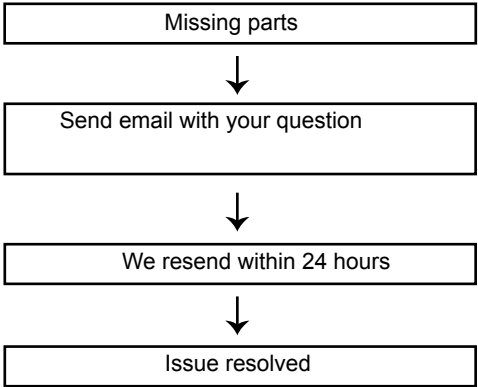 Missing parts
Send email with your question
We resend within 24 hours
Issue resolved